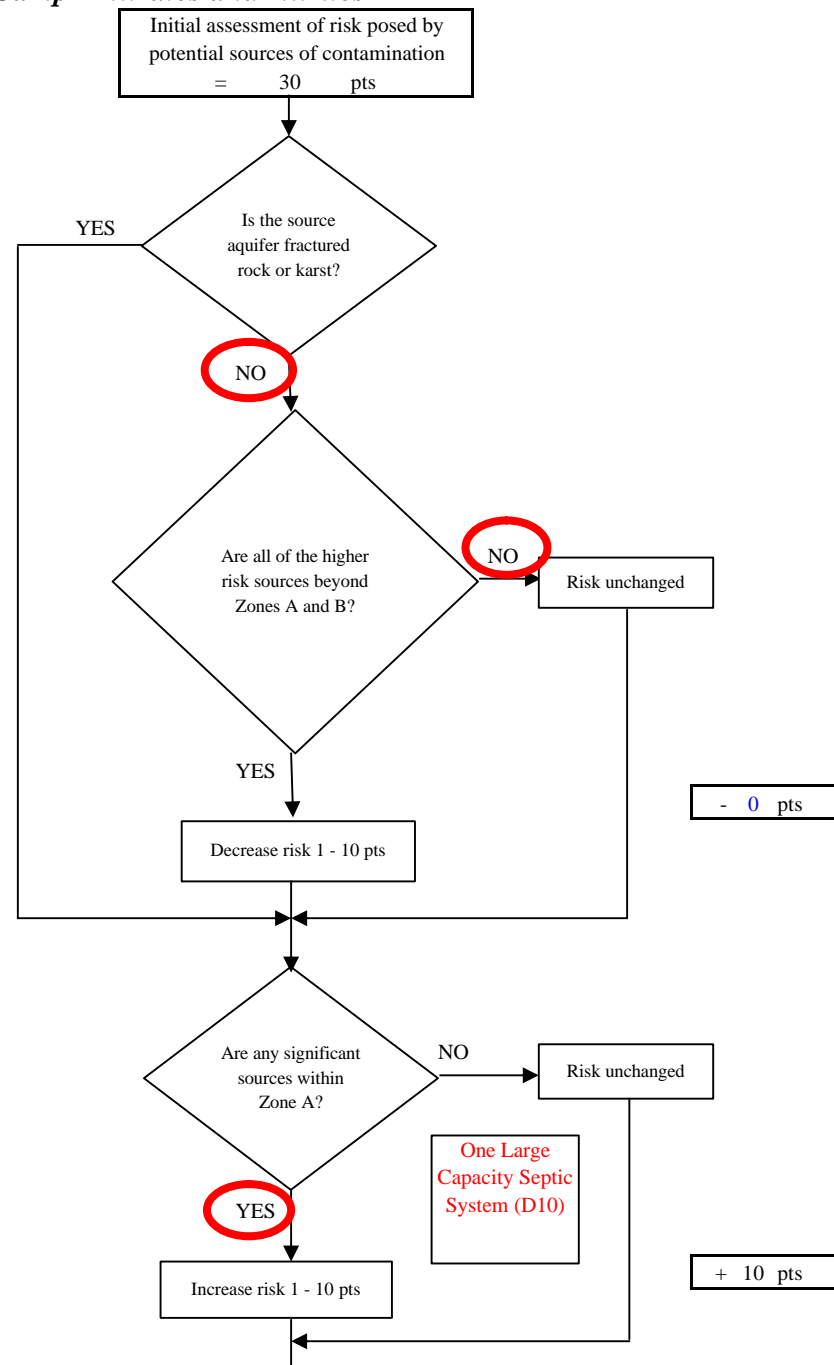 Initial assessment of risk posed by
potential sources of contamination
= 30 pts
YES
Is the source
aquifer fractured
rock or karst?
NO
Are all of the higher
risk sources beyond
Zones A and B?
NO
Risk unchanged
YES
- 0 pts
Decrease risk 1 - 10 pts
Are any significant
sources within
Zone A?
NO
Risk unchanged
One Large
Capacity Septic
System (D10)
YES
+ 10 pts
Increase risk 1 - 10 pts